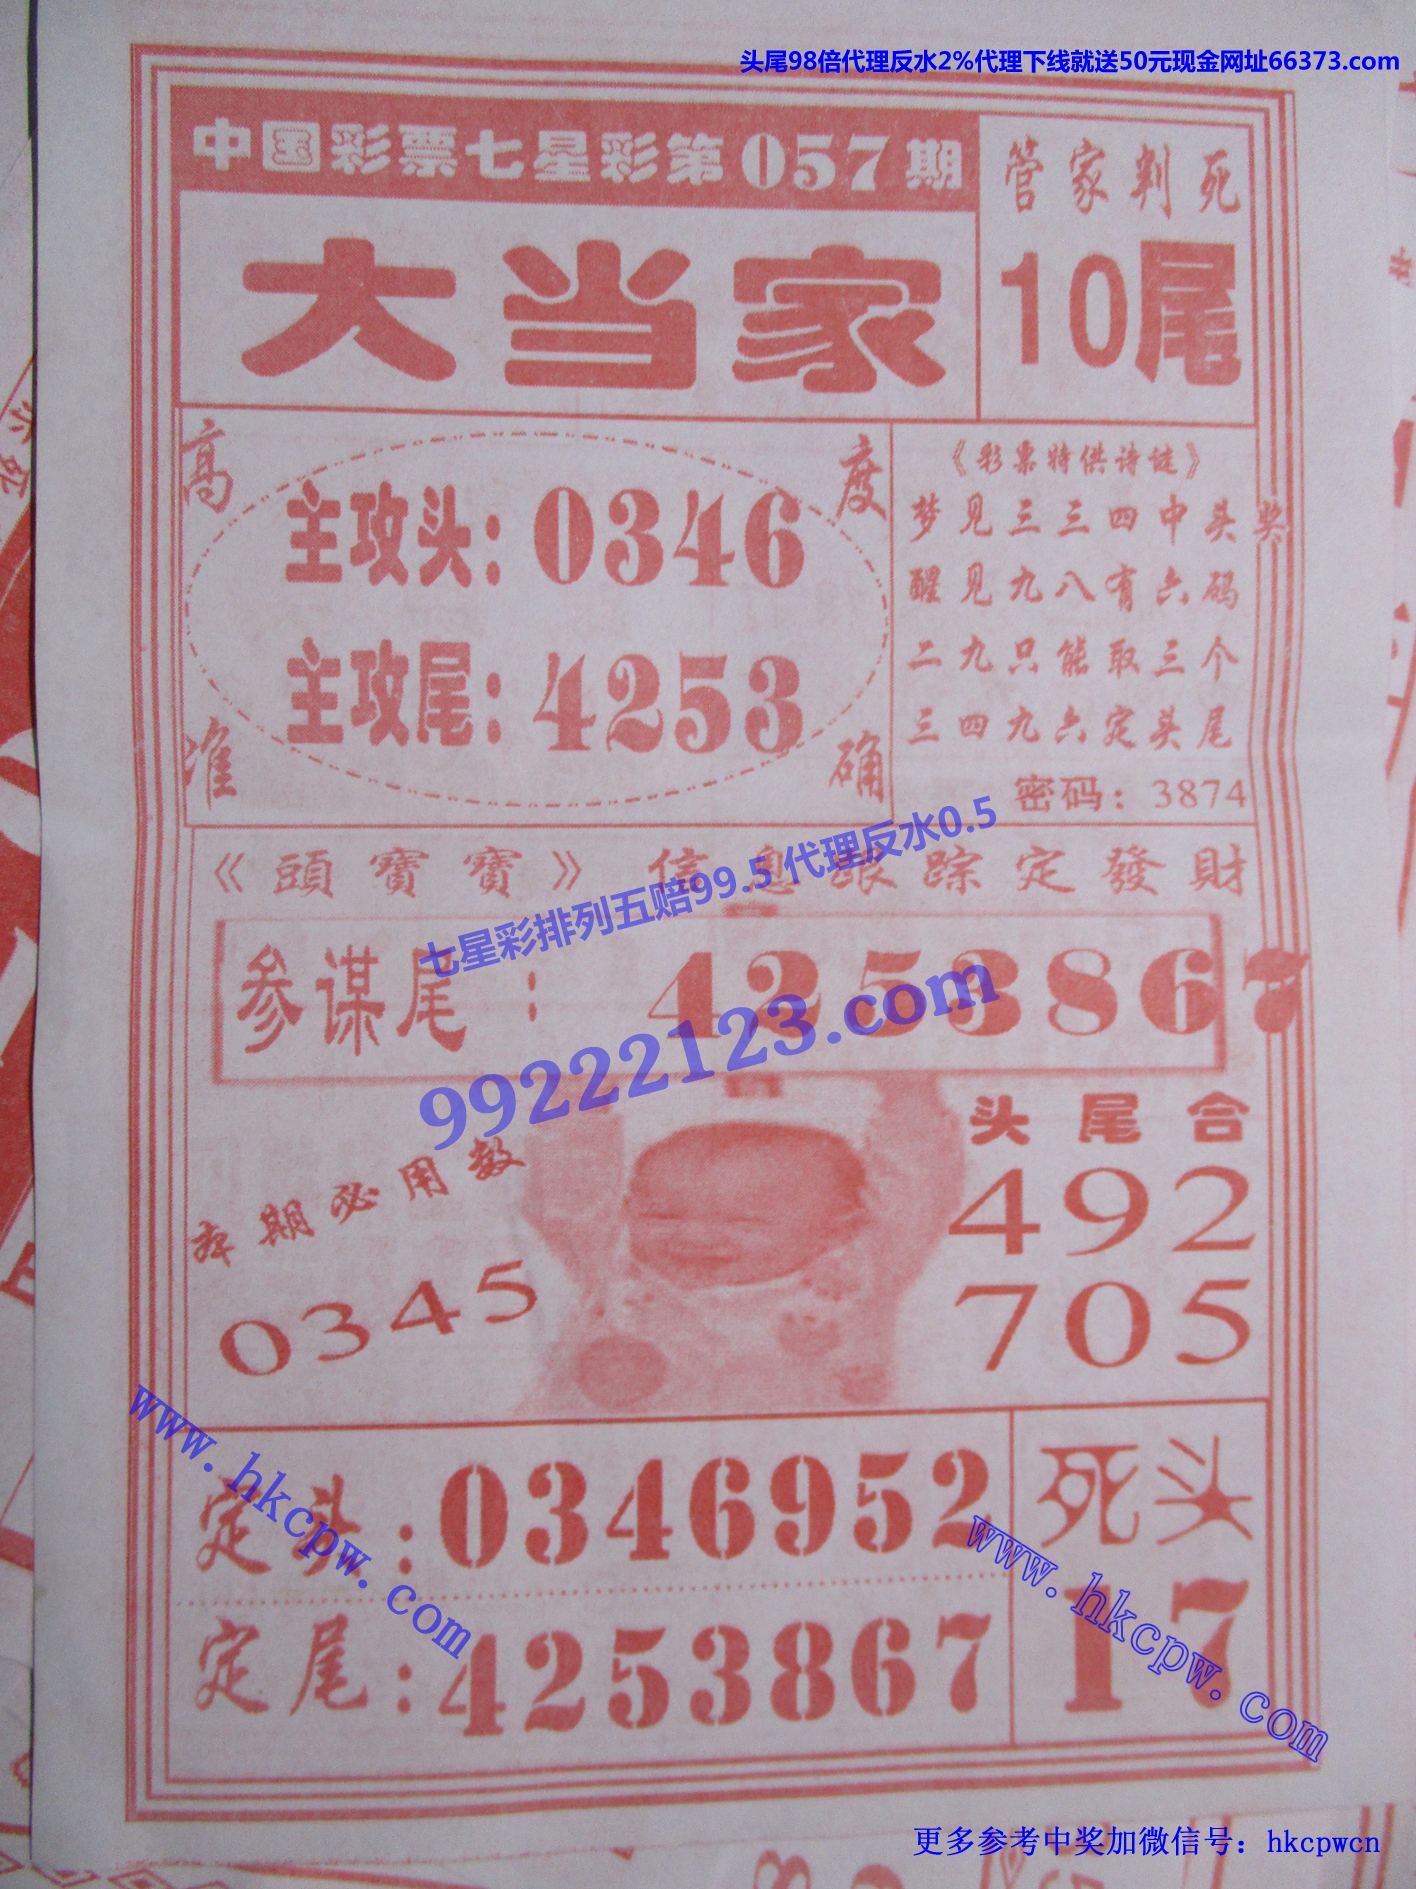 头尾98倍代理反水2%代理下线就送50元现金网址66373.com
中国彩票七星彩第057期
大当家
管家判死
10尾
高度准确
主攻头：0346
主攻尾：4253
《彩票特供诗谜》
梦见三三四中头奖
醒见九八有六码
二九只能取三个
三四九六定头尾
密码：3874
《頭寶寶》信息跟踪定發財
七星彩排列五赔99.5 代理反水0.5
参谋尾：4253867
99222123.com
本期必用数
0345
头尾合
492
705
定头：0346952
定尾：4253867
死头
17
www.hkcpw.com
www.hkcpw.com
更多参考中奖加微信号：hkcpwcn